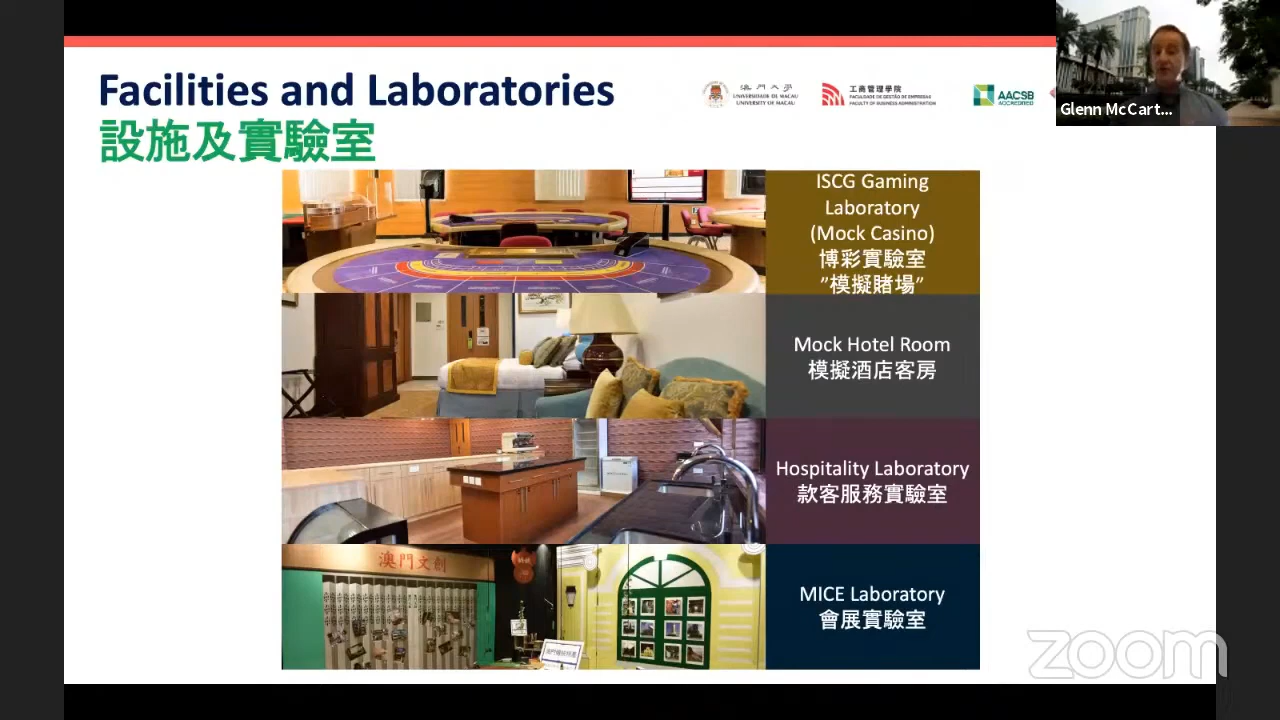 Facilities and Laboratories
設施及實驗室
澳門大學
UNIVERSIDADE DE MACAU
UNIVERSITY OF MACAU
工商管理學院
FACULDADE DE GESTÃO DE EMPRESAS
FACULTY OF BUSINESS ADMINISTRATION
AACSB
ACCREDITED
Glenn McCart...
ISCG Gaming
Laboratory
(Mock Casino)
博彩實驗室
”模擬賭場”
Mock Hotel Room
模擬酒店客房
Hospitality Laboratory
款客服務實驗室
澳門文創
MICE Laboratory
會展實驗室
zoom